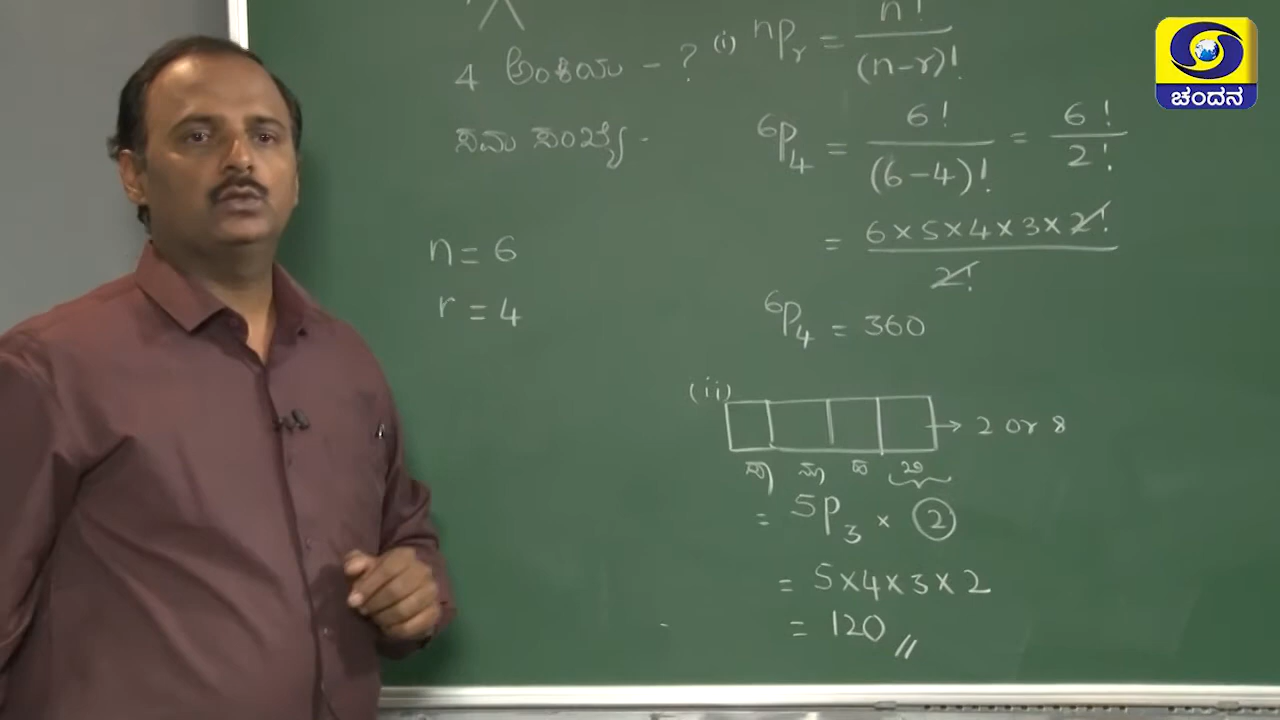 4 ಅಂಕಿಯ - ?
ಸಮ ಸಂಖ್ಯೆ -
n = 6
r = 4
(i) nPr = n! / (n-r)!
6P4 = 6! / (6-4)! = 6! / 2!
= 6×5×4×3×2! / 2!
6P4 = 360
(ii) → 2 or 8
ಸಾ ನೂ ಹ ಬಿ
= 5P3 × 2
= 5×4×3×2
= 120 //
ಚಂದನ